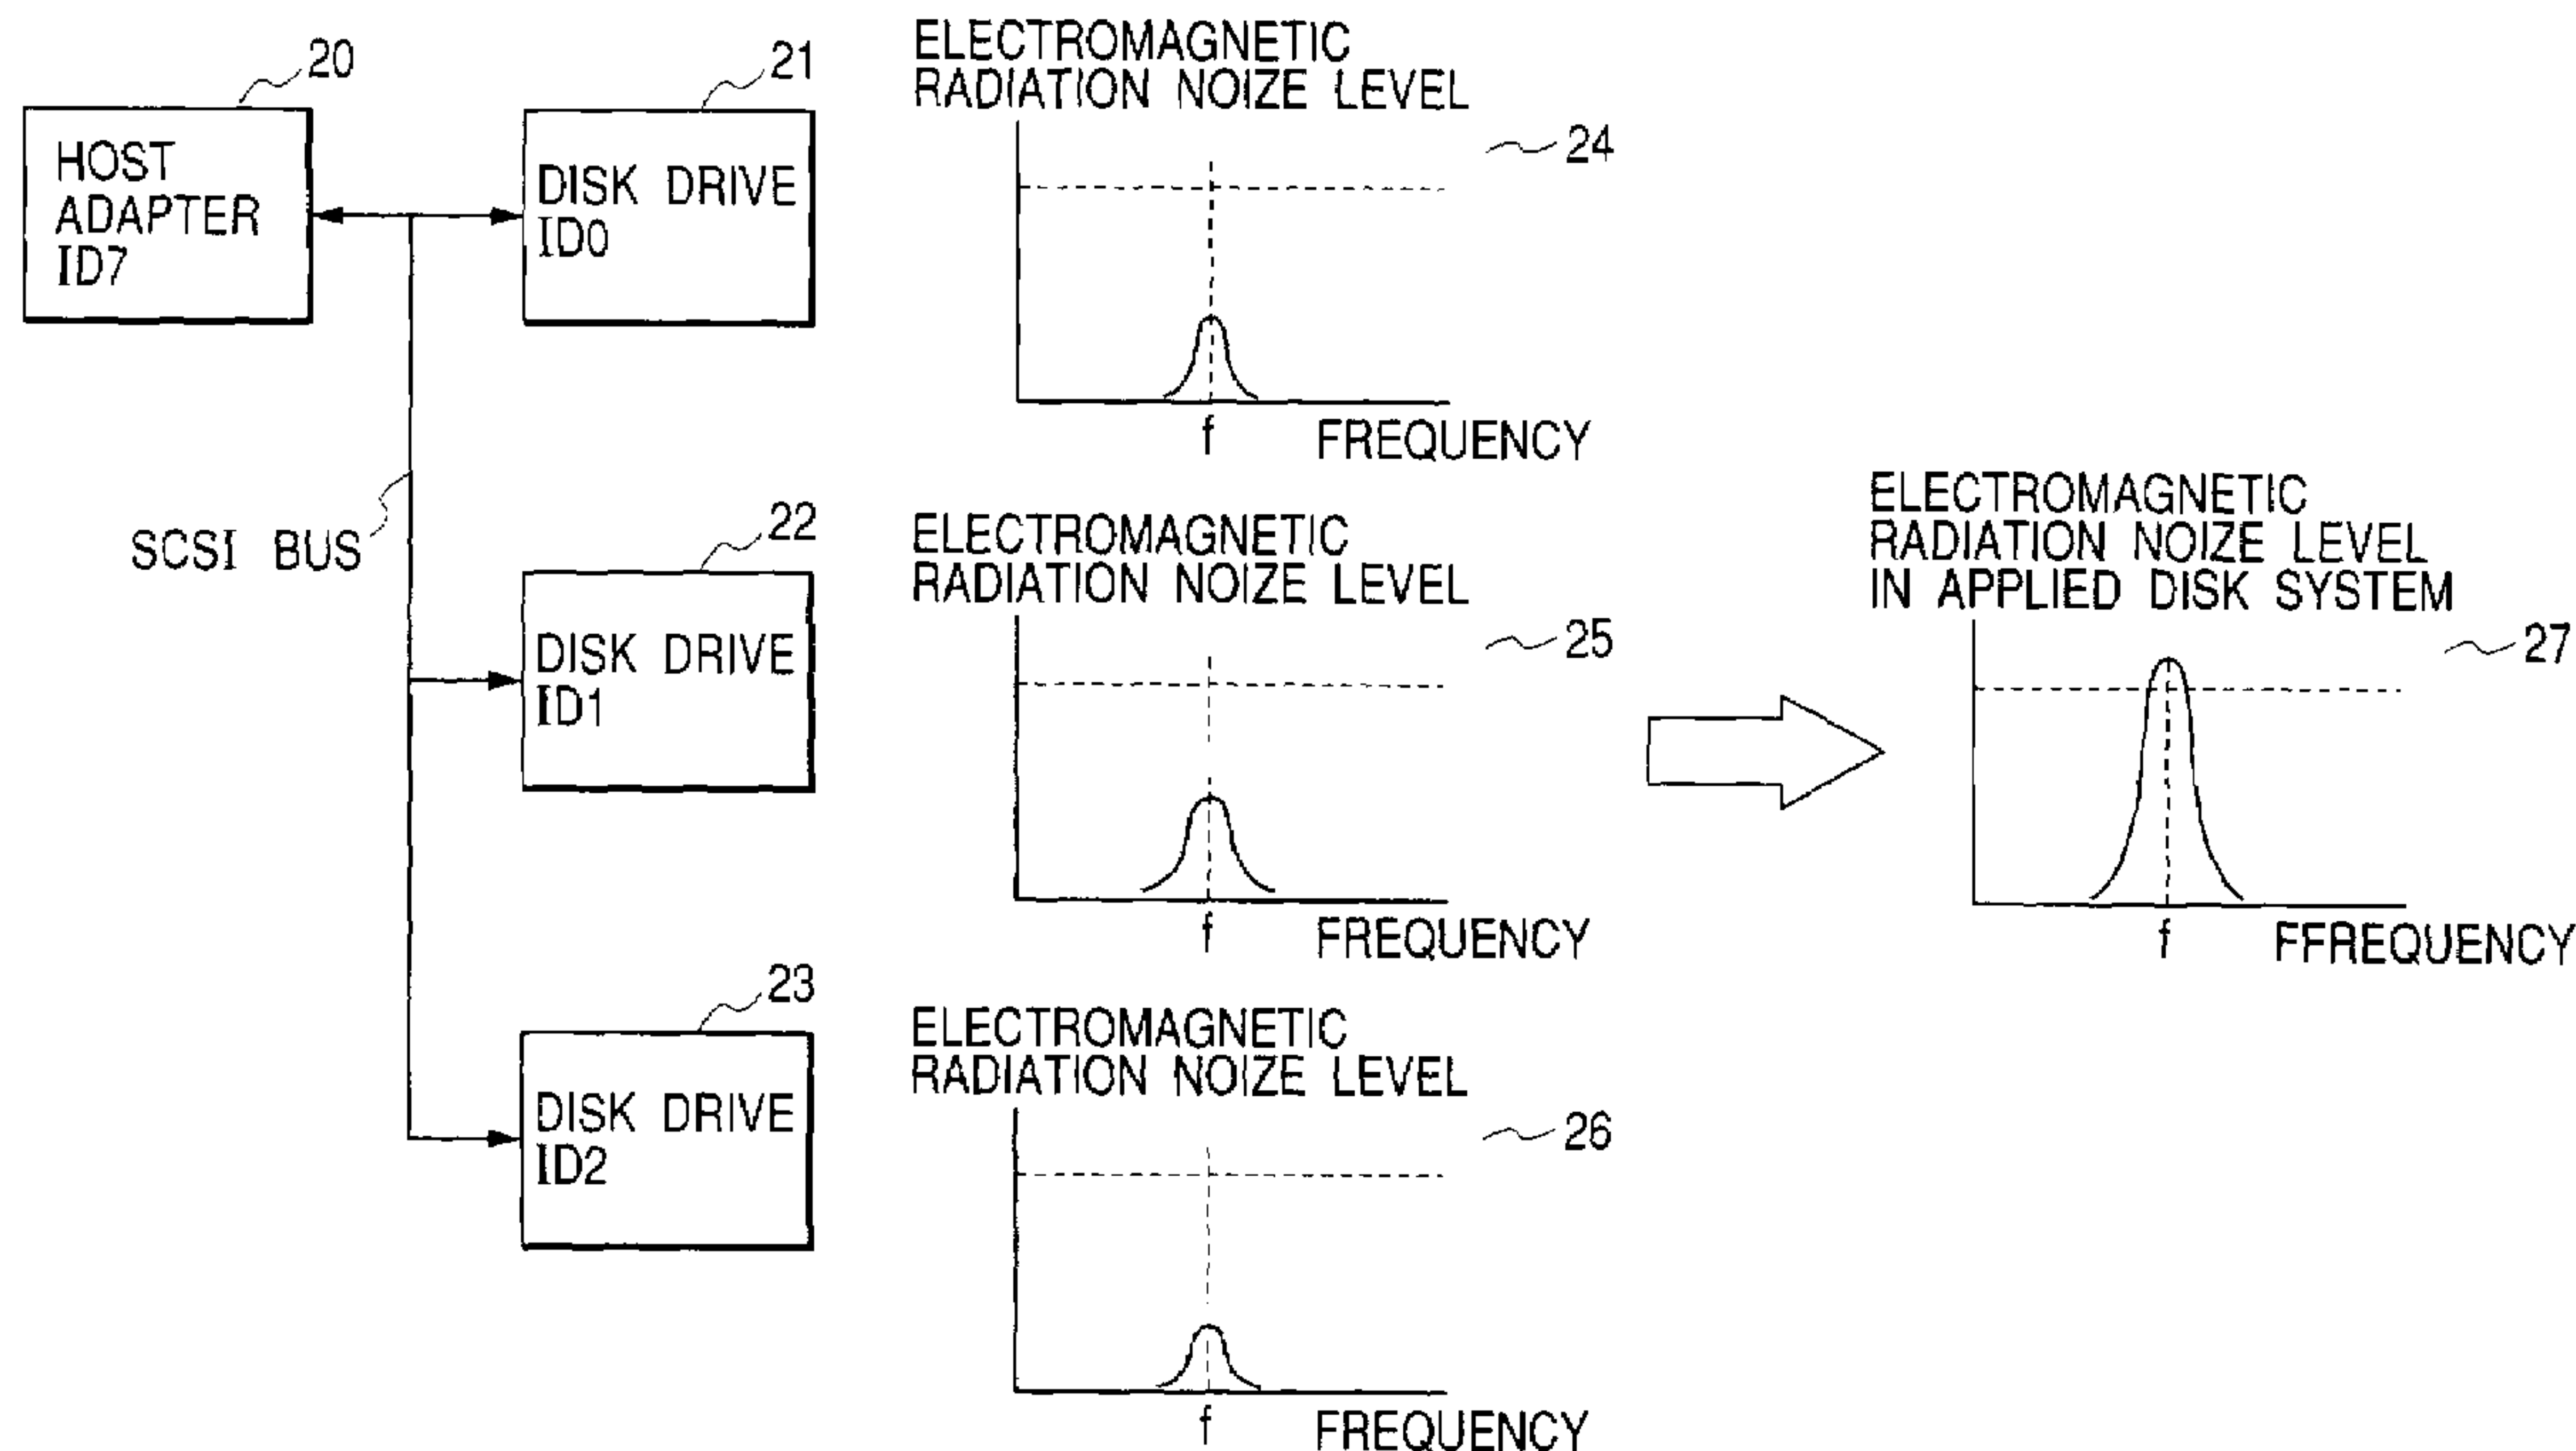 20
HOST
ADAPTER
ID7
21
DISK DRIVE
ID0
SCSI BUS
22
DISK DRIVE
ID1
23
DISK DRIVE
ID2
ELECTROMAGNETIC
RADIATION NOIZE LEVEL
24
f
FREQUENCY
ELECTROMAGNETIC
RADIATION NOIZE LEVEL
25
f
FREQUENCY
ELECTROMAGNETIC
RADIATION NOIZE LEVEL
26
f
FREQUENCY
ELECTROMAGNETIC
RADIATION NOIZE LEVEL
IN APPLIED DISK SYSTEM
27
f
FFREQUENCY